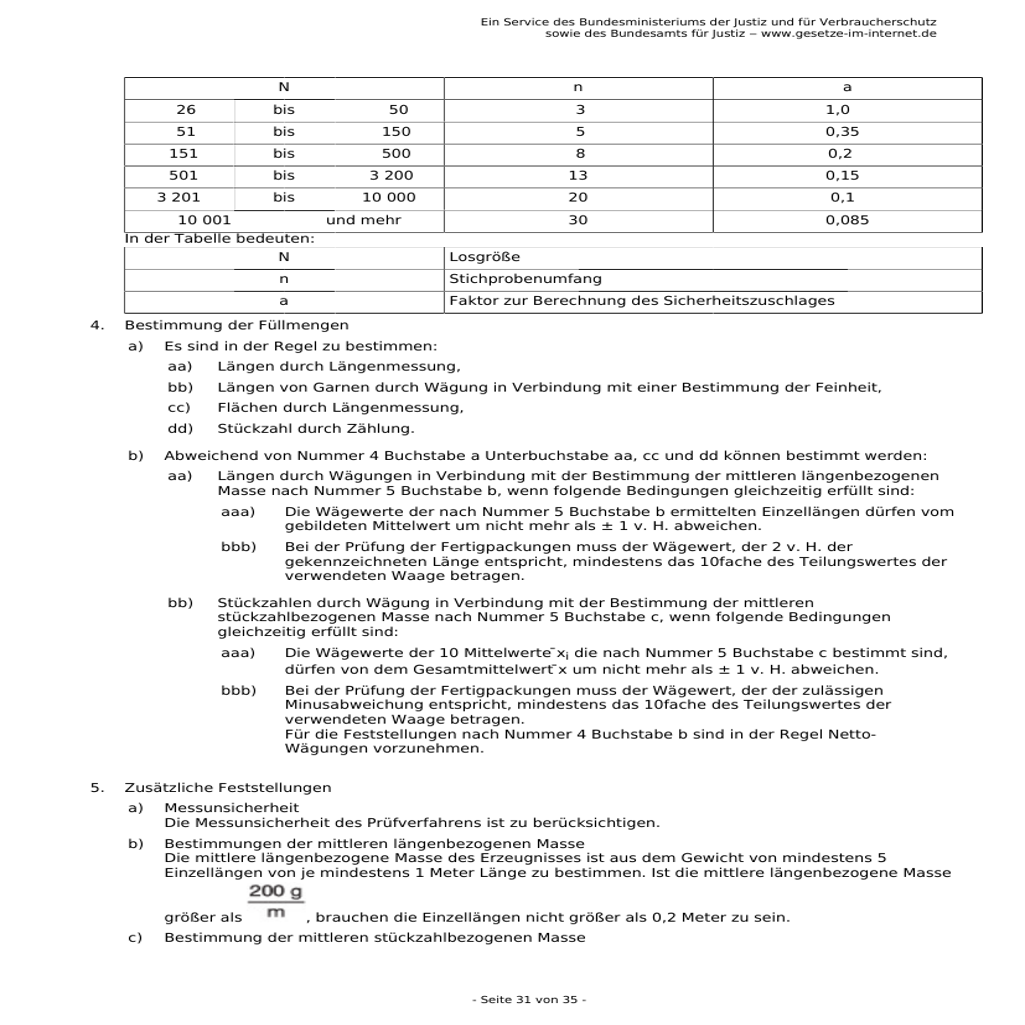 Ein Service des Bundesministeriums der Justiz und für Verbraucherschutz
sowie des Bundesamts für Justiz – www.gesetze-im-internet.de
N n a
26 bis 50 3 1,0
51 bis 150 5 0,35
151 bis 500 8 0,2
501 bis 3 200 13 0,15
3 201 bis 10 000 20 0,1
10 001 und mehr 30 0,085
In der Tabelle bedeuten:
N Losgröße
n Stichprobenumfang
a Faktor zur Berechnung des Sicherheitszuschlages
4. Bestimmung der Füllmengen
a) Es sind in der Regel zu bestimmen:
aa) Längen durch Längenmessung,
bb) Längen von Garnen durch Wägung in Verbindung mit einer Bestimmung der Feinheit,
cc) Flächen durch Längenmessung,
dd) Stückzahl durch Zählung.
b) Abweichend von Nummer 4 Buchstabe a Unterbuchstabe aa, cc und dd können bestimmt werden:
aa) Längen durch Wägungen in Verbindung mit der Bestimmung der mittleren längenbezogenen
Masse nach Nummer 5 Buchstabe b, wenn folgende Bedingungen gleichzeitig erfüllt sind:
aaa) Die Wägewerte der nach Nummer 5 Buchstabe b ermittelten Einzellängen dürfen vom
gebildeten Mittelwert um nicht mehr als ± 1 v. H. abweichen.
bbb) Bei der Prüfung der Fertigpackungen muss der Wägewert, der 2 v. H. der
gekennzeichneten Länge entspricht, mindestens das 10fache des Teilungswertes der
verwendeten Waage betragen.
bb) Stückzahlen durch Wägung in Verbindung mit der Bestimmung der mittleren
stückzahlbezogenen Masse nach Nummer 5 Buchstabe c, wenn folgende Bedingungen
gleichzeitig erfüllt sind:
aaa) Die Wägewerte der 10 Mittelwerte ̄xᵢ die nach Nummer 5 Buchstabe c bestimmt sind,
dürfen von dem Gesamtmittelwert ̄x um nicht mehr als ± 1 v. H. abweichen.
bbb) Bei der Prüfung der Fertigpackungen muss der Wägewert, der der zulässigen
Minusabweichung entspricht, mindestens das 10fache des Teilungswertes der
verwendeten Waage betragen.
Für die Feststellungen nach Nummer 4 Buchstabe b sind in der Regel Netto-
Wägungen vorzunehmen.
5. Zusätzliche Feststellungen
a) Messunsicherheit
Die Messunsicherheit des Prüfverfahrens ist zu berücksichtigen.
b) Bestimmungen der mittleren längenbezogenen Masse
Die mittlere längenbezogene Masse des Erzeugnisses ist aus dem Gewicht von mindestens 5
Einzellängen von je mindestens 1 Meter Länge zu bestimmen. Ist die mittlere längenbezogene Masse
größer als 200 g/m , brauchen die Einzellängen nicht größer als 0,2 Meter zu sein.
c) Bestimmung der mittleren stückzahlbezogenen Masse
- Seite 31 von 35 -